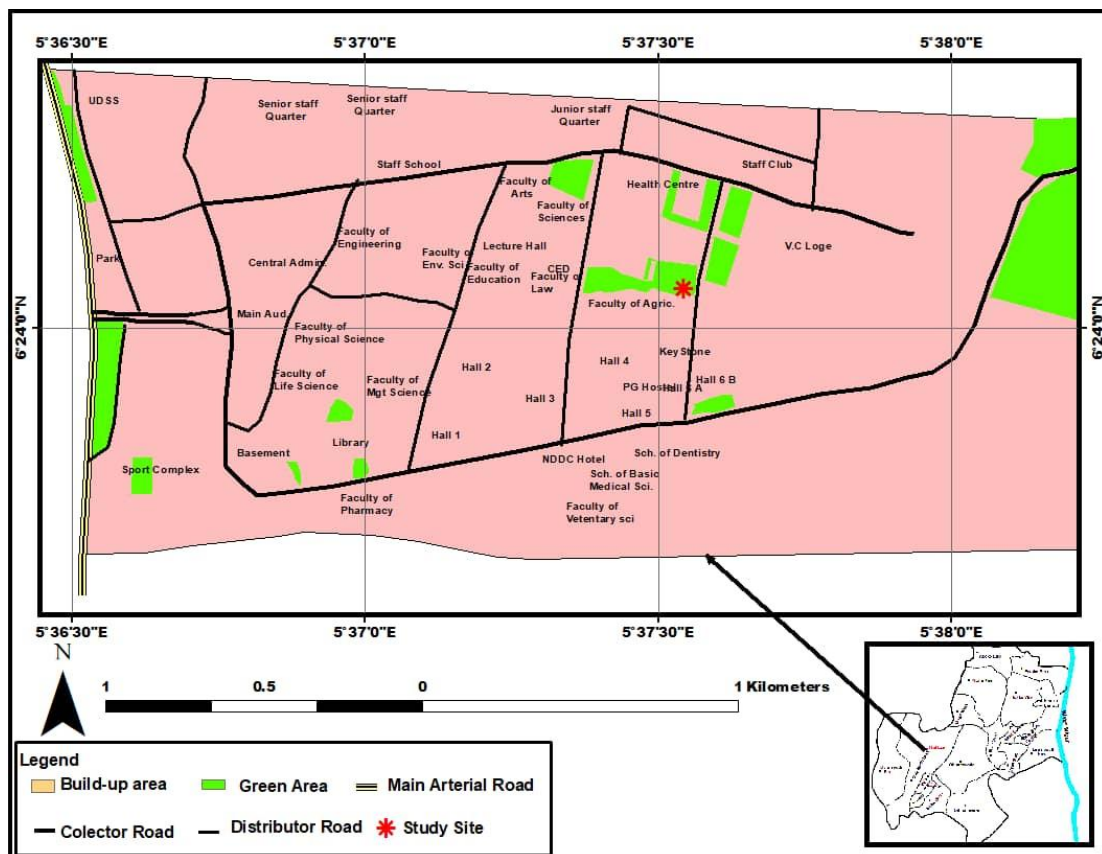 5°36'30"E 5°37'0"E 5°37'30"E 5°38'0"E
UDSS
Senior staff
Quarter
Senior staff
Quarter
Junior staff
Quarter
Staff School
Staff Club
Faculty of
Arts
Health Centre
Faculty of
Sciences
Faculty of
Engineering
Park
Central Admin.
Faculty o
Env. Sci
Lecture Hall
Faculty of
Education
CED
Faculty o
Law
V.C Loge
Faculty of Agric.
6°24'0"N
6°24'0"N
Main Aud.
Faculty of
Physical Science
Faculty of
Life Science
Faculty of
Mgt Science
Hall 2
Hall 3
Hall 4
KeyStone
PG Hostel
Hall 6 B
Hall 5
Hall 1
Basement
Library
Sport Complex
Faculty of
Pharmacy
NDDC Hotel
Sch. of Dentistry
Sch. of Basic
Medical Sci.
Faculty of
Vetentary sci
5°36'30"E 5°37'0"E 5°37'30"E 5°38'0"E
N
1 0.5 0 1 Kilometers
Legend
Build-up area
Green Area
Main Arterial Road
Colector Road
Distributor Road
Study Site